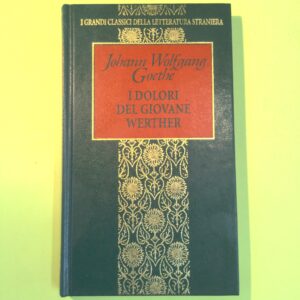 I GRANDI CLASSICI DELLA LETTERATURA STRANIERA
Johann Wolfgang
Goethe
I DOLORI
DEL GIOVANE
WERTHER